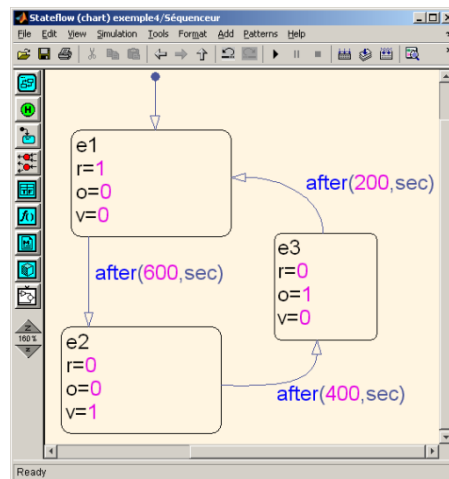 Stateflow (chart) exemple4/Séquenceur
File Edit View Simulation Tools Format Add Patterns Help
e1
r=1
o=0
v=0
after(200,sec)
after(600,sec)
e3
r=0
o=1
v=0
e2
r=0
o=0
v=1
after(400,sec)
160%
Ready